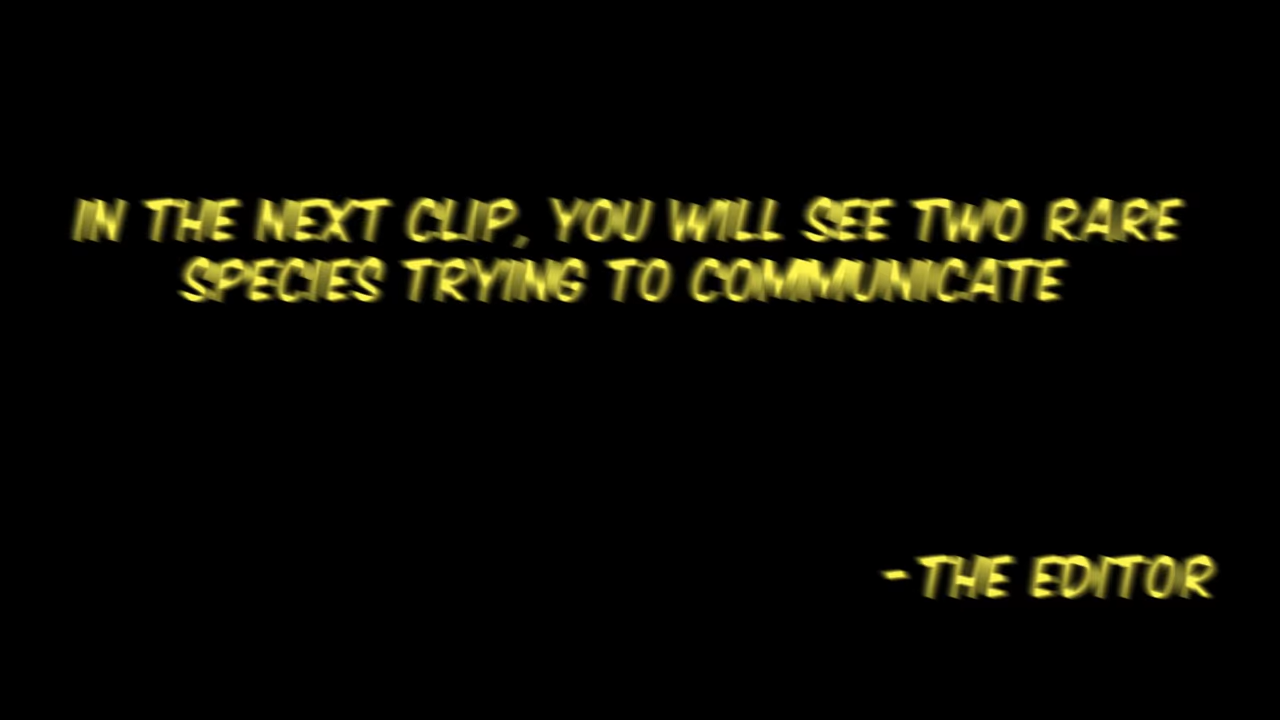 IN THE NEXT CLIP, YOU WILL SEE TWO RARE
SPECIES TRYING TO COMMUNICATE
- THE EDITOR